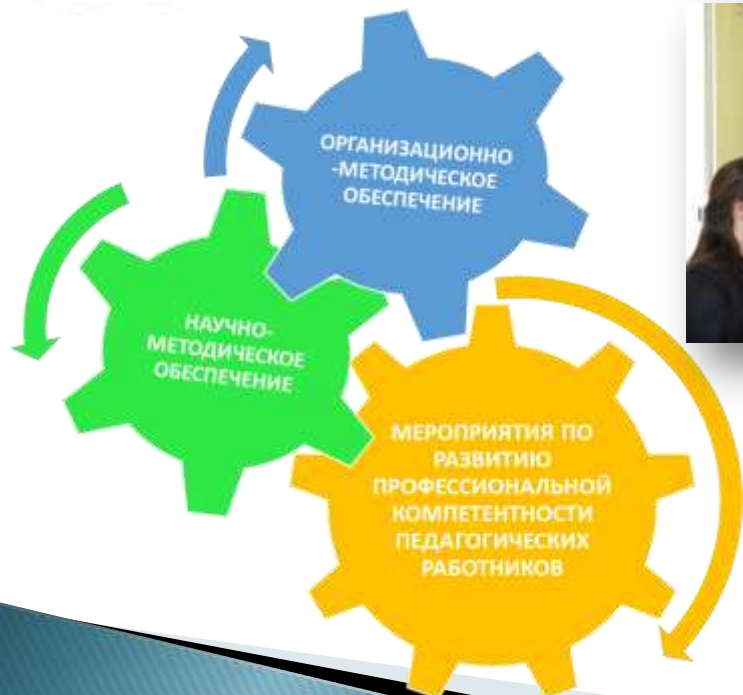 ОРГАНИЗАЦИОННО
-МЕТОДИЧЕСКОЕ
ОБЕСПЕЧЕНИЕ
НАУЧНО-
МЕТОДИЧЕСКОЕ
ОБЕСПЕЧЕНИЕ
МЕРОПРИЯТИЯ ПО
РАЗВИТИЮ
ПРОФЕССИОНАЛЬНОЙ
КОМПЕТЕНТНОСТИ
ПЕДАГОГИЧЕСКИХ
РАБОТНИКОВ